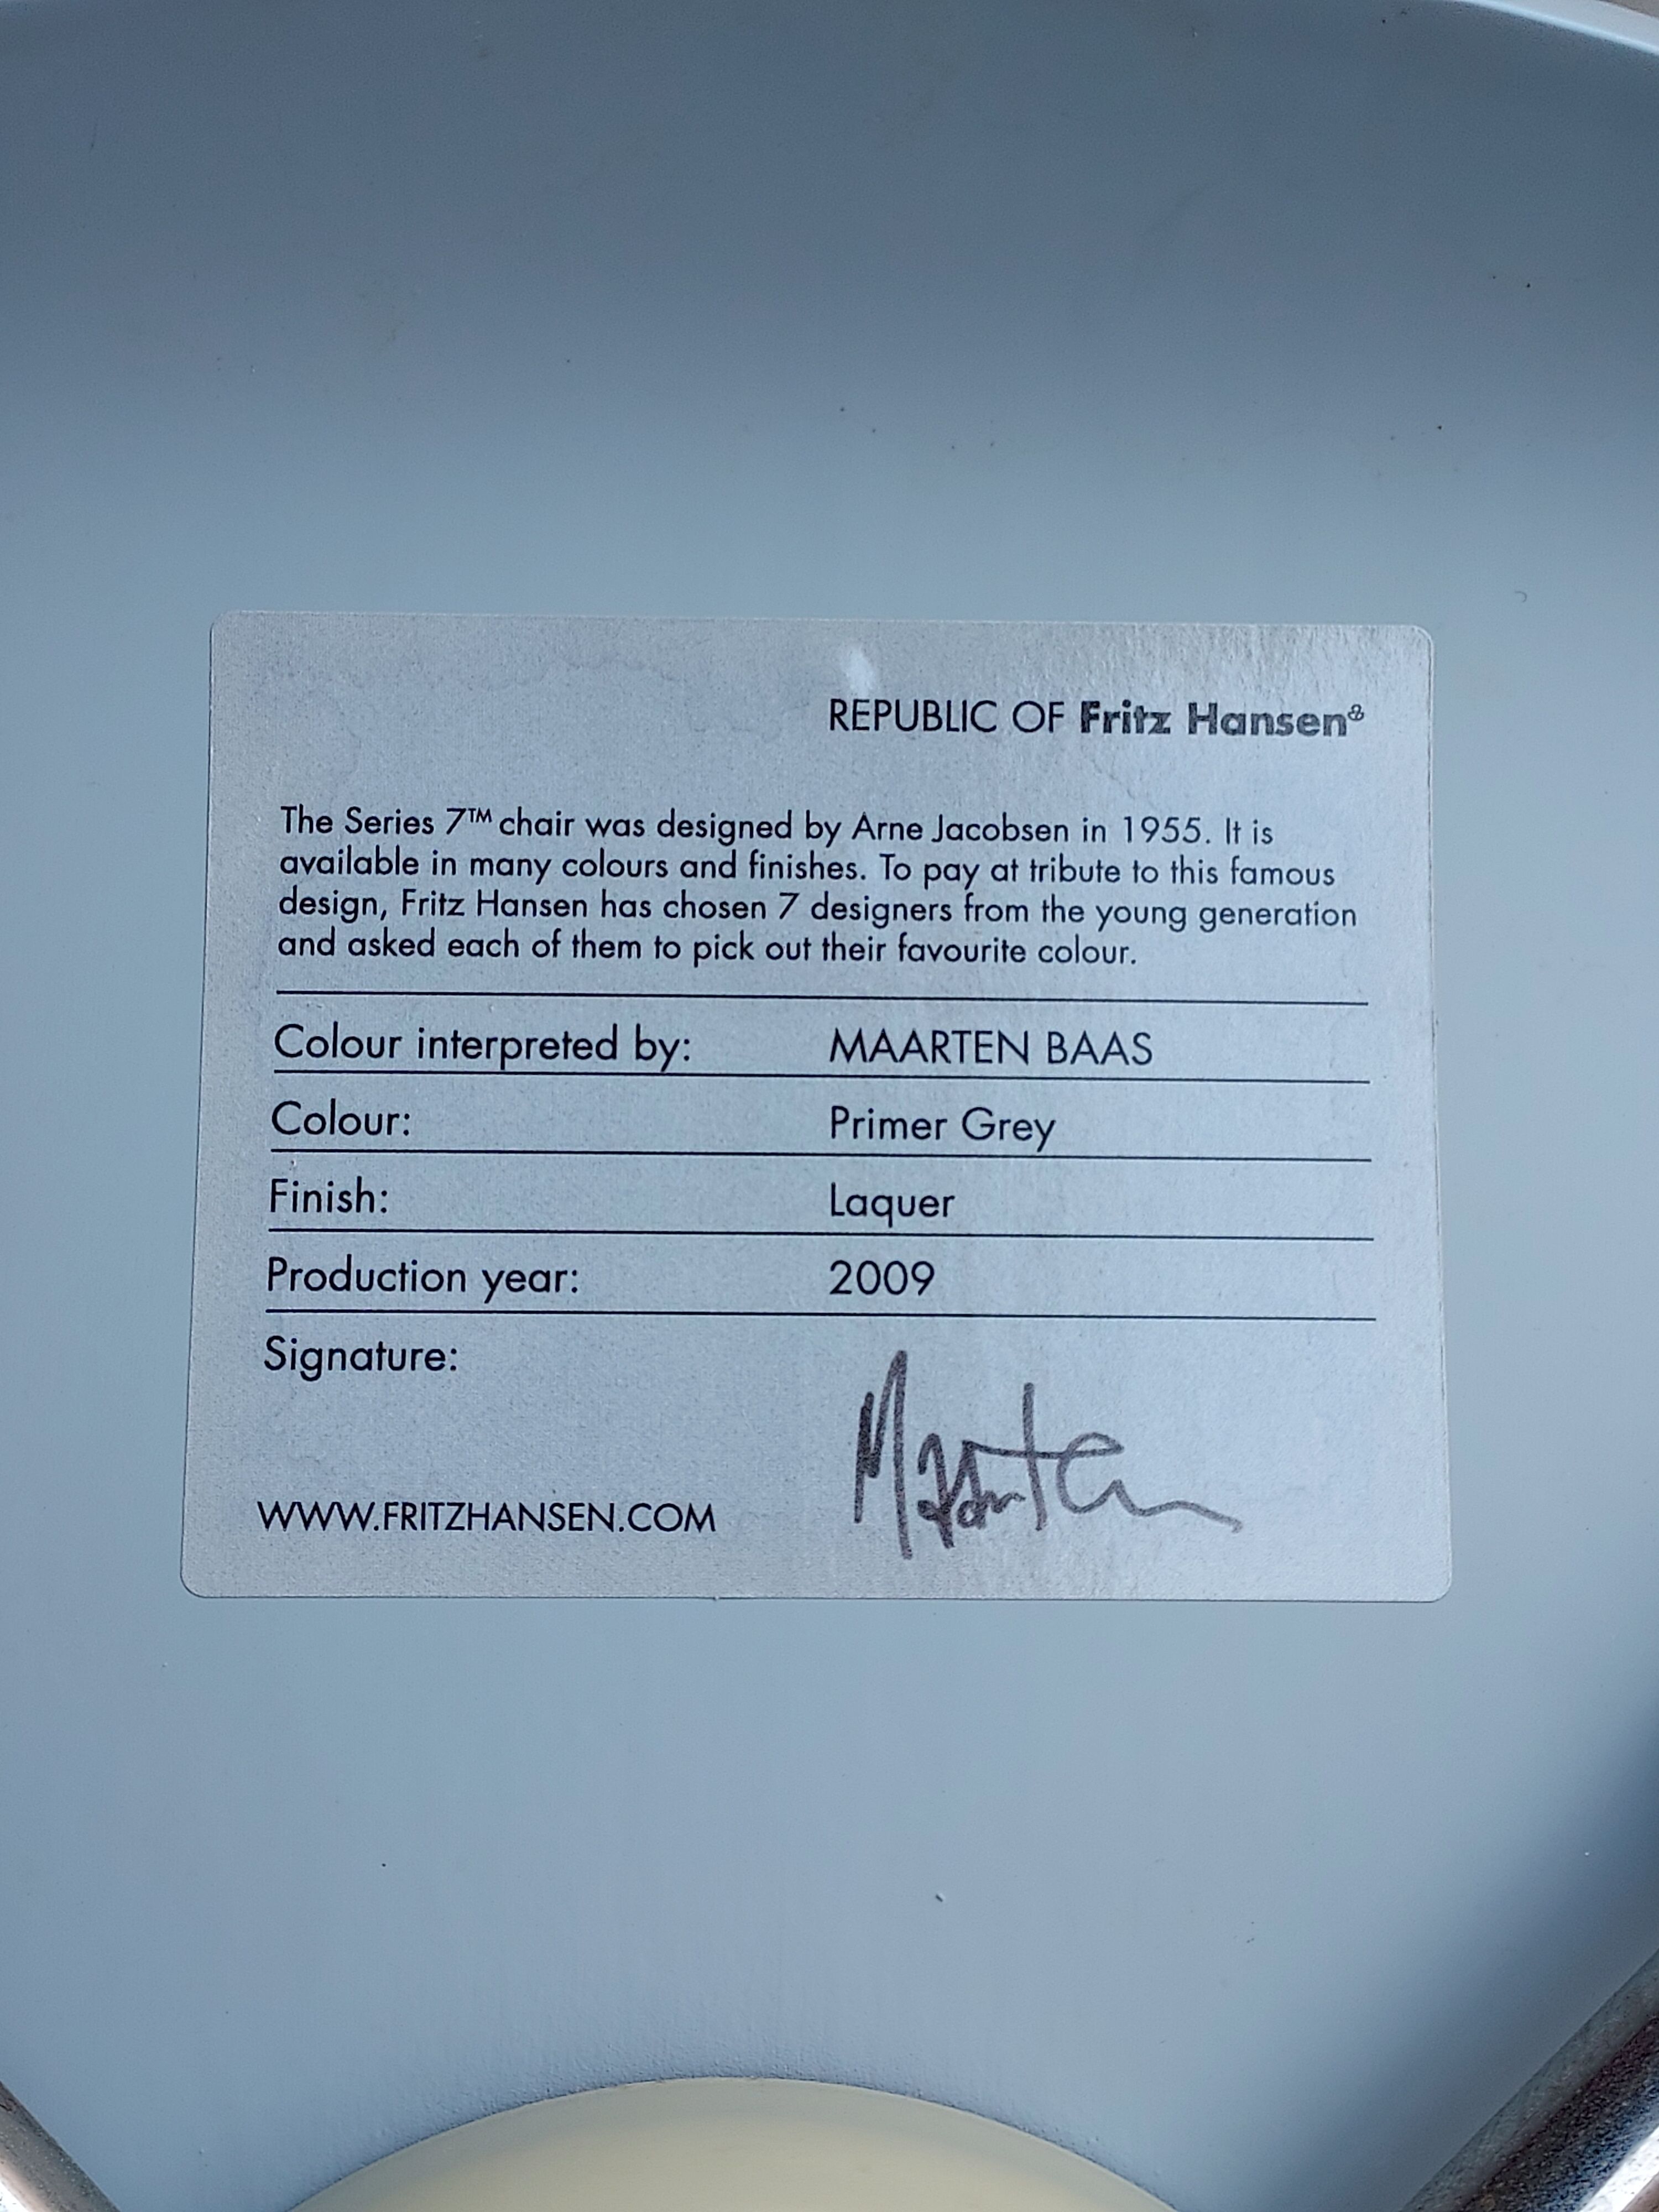 REPUBLIC OF Fritz Hansen
The Series 7™ chair was designed by Arne Jacobsen in 1955. It is
available in many colours and finishes. To pay at tribute to this famous
design, Fritz Hansen has chosen 7 designers from the young generation
and asked each of them to pick out their favourite colour.
Colour interpreted by: MAARTEN BAAS
Colour: Primer Grey
Finish: Laquer
Production year: 2009
Signature: Maarten
WWW.FRITZHANSEN.COM